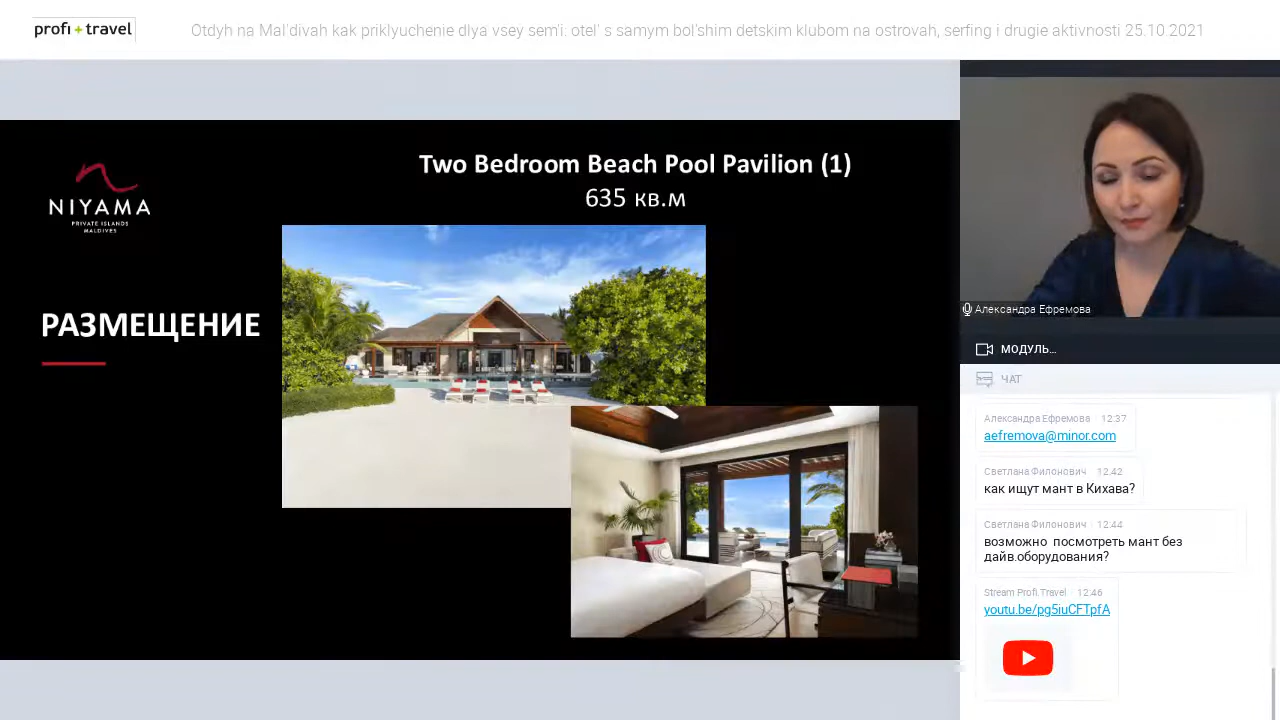 profi travel
Otdyh na Mal'divah kak priklyuchenie dlya vsey sem'i: otel' s samym bol'shim detskim klubom na ostrovah, serfing i drugie aktivnosti 25.10.2021
NIYAMA
PRIVATE ISLANDS
MALDIVES
Two Bedroom Beach Pool Pavilion (1)
635 кв.м
РАЗМЕЩЕНИЕ
Александра Ефремова
МОДУЛЬ...
ЧАТ
Александра Ефремова · 12:37
aefremova@minor.com
Светлана Филонович · 12:42
как ищут мант в Кихава?
Светлана Филонович · 12:44
возможно посмотреть мант без
дайв.оборудования?
Stream Profi.Travel · 12:46
youtu.be/pg5iuCFTpfA